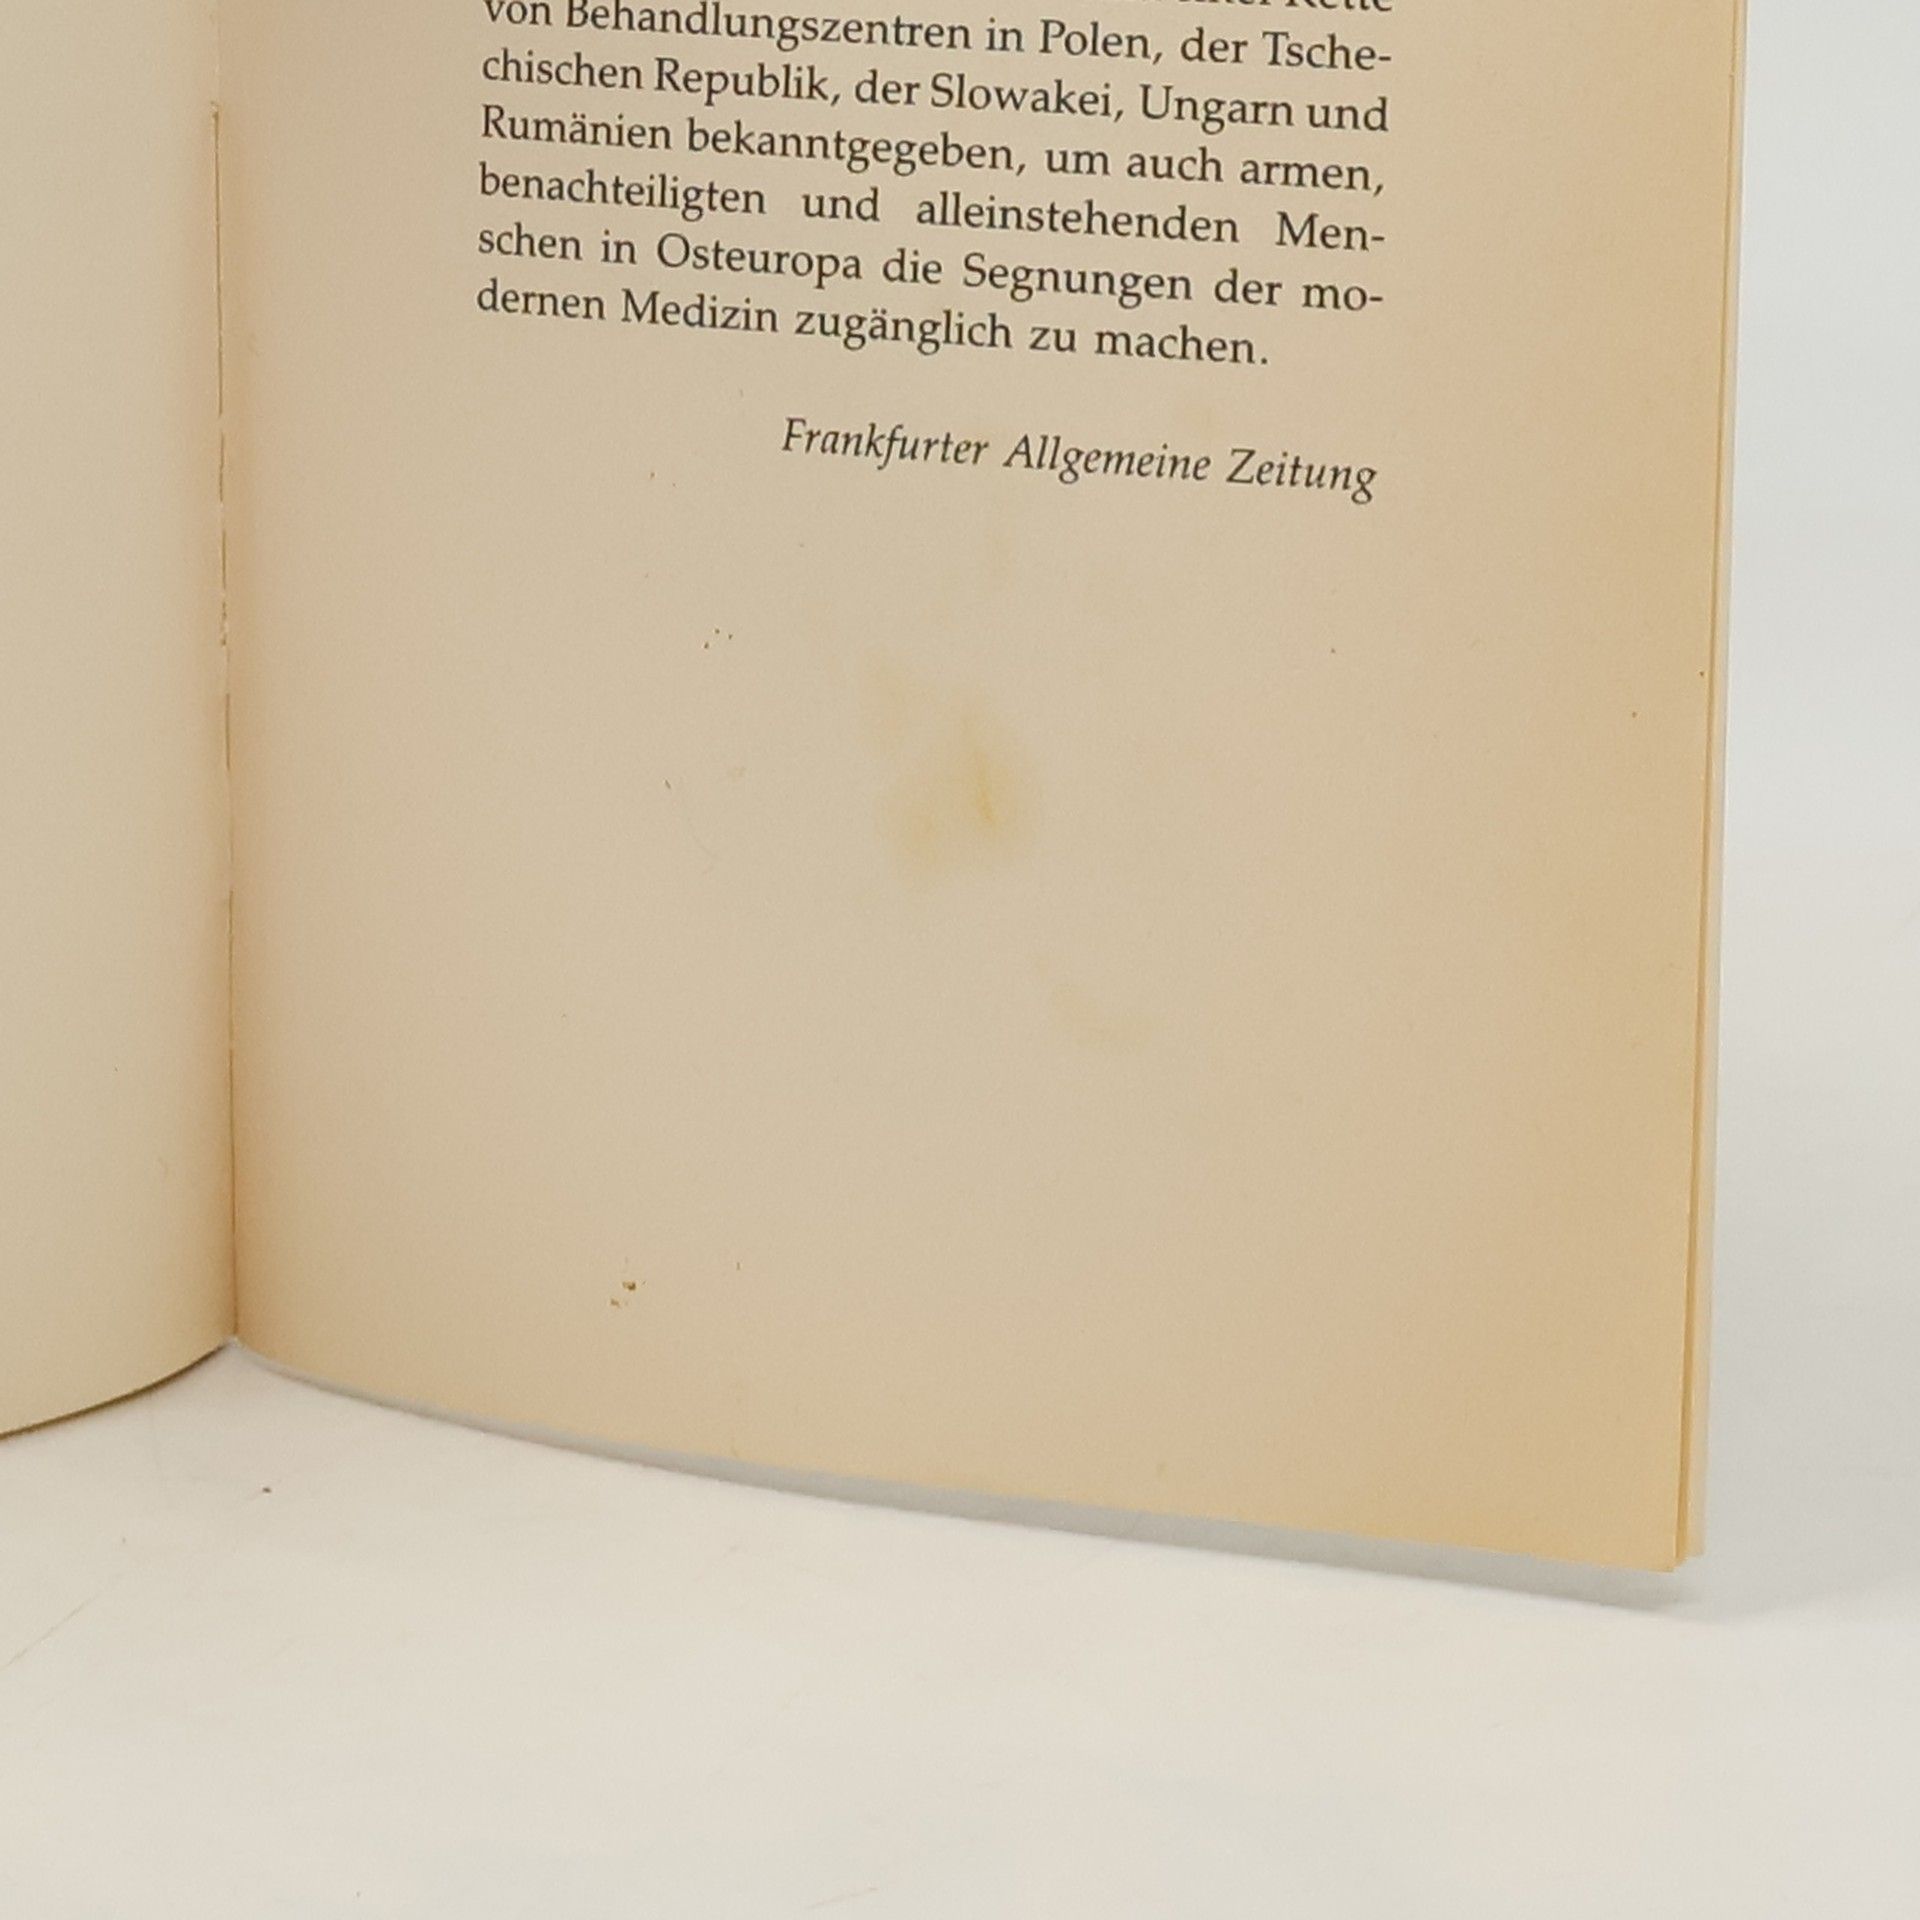 Kette
von Behandlungszentren in Polen, der Tsche-
chischen Republik, der Slowakei, Ungarn und
Rumänien bekanntgegeben, um auch armen,
benachteiligten und alleinstehenden Men-
schen in Osteuropa die Segnungen der mo-
dernen Medizin zugänglich zu machen.
Frankfurter Allgemeine Zeitung